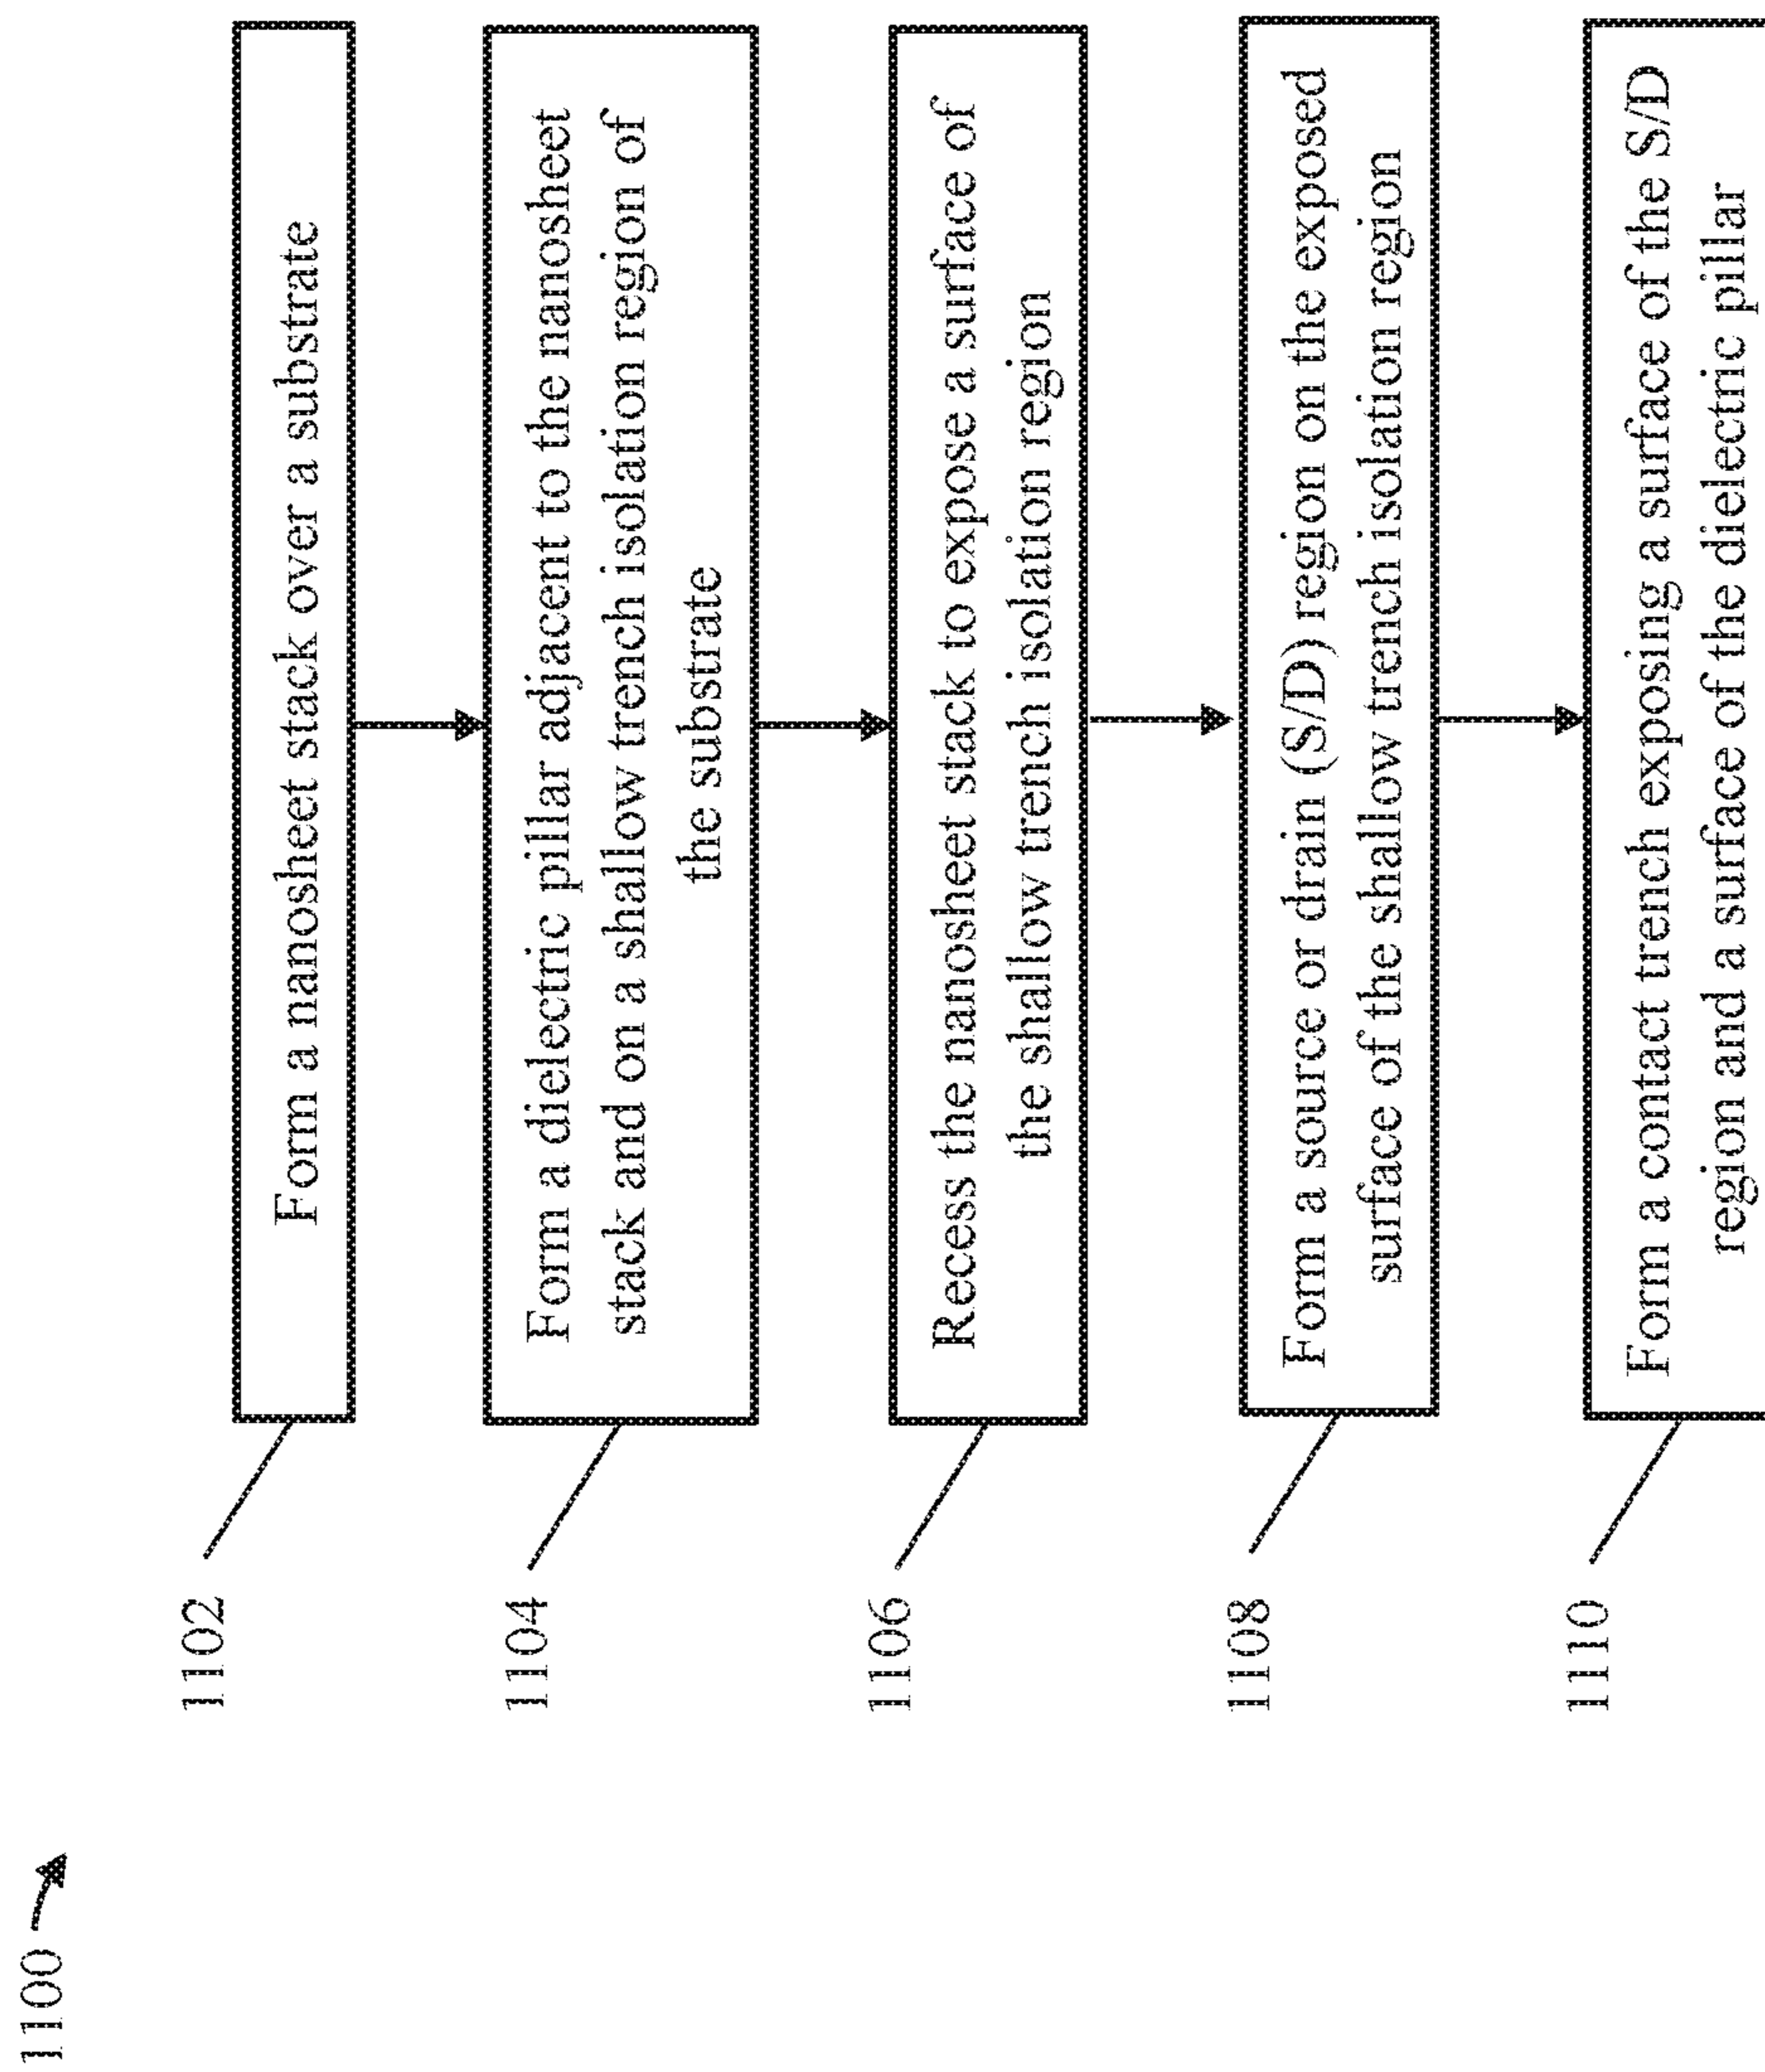 1100
1102
Form a nanosheet stack over a substrate
1104
Form a dielectric pillar adjacent to the nanosheet
stack and on a shallow trench isolation region of
the substrate
1106
Recess the nanosheet stack to expose a surface of
the shallow trench isolation region
1108
Form a source or drain (S/D) region on the exposed
surface of the shallow trench isolation region
1110
Form a contact trench exposing a surface of the S/D
region and a surface of the dielectric pillar